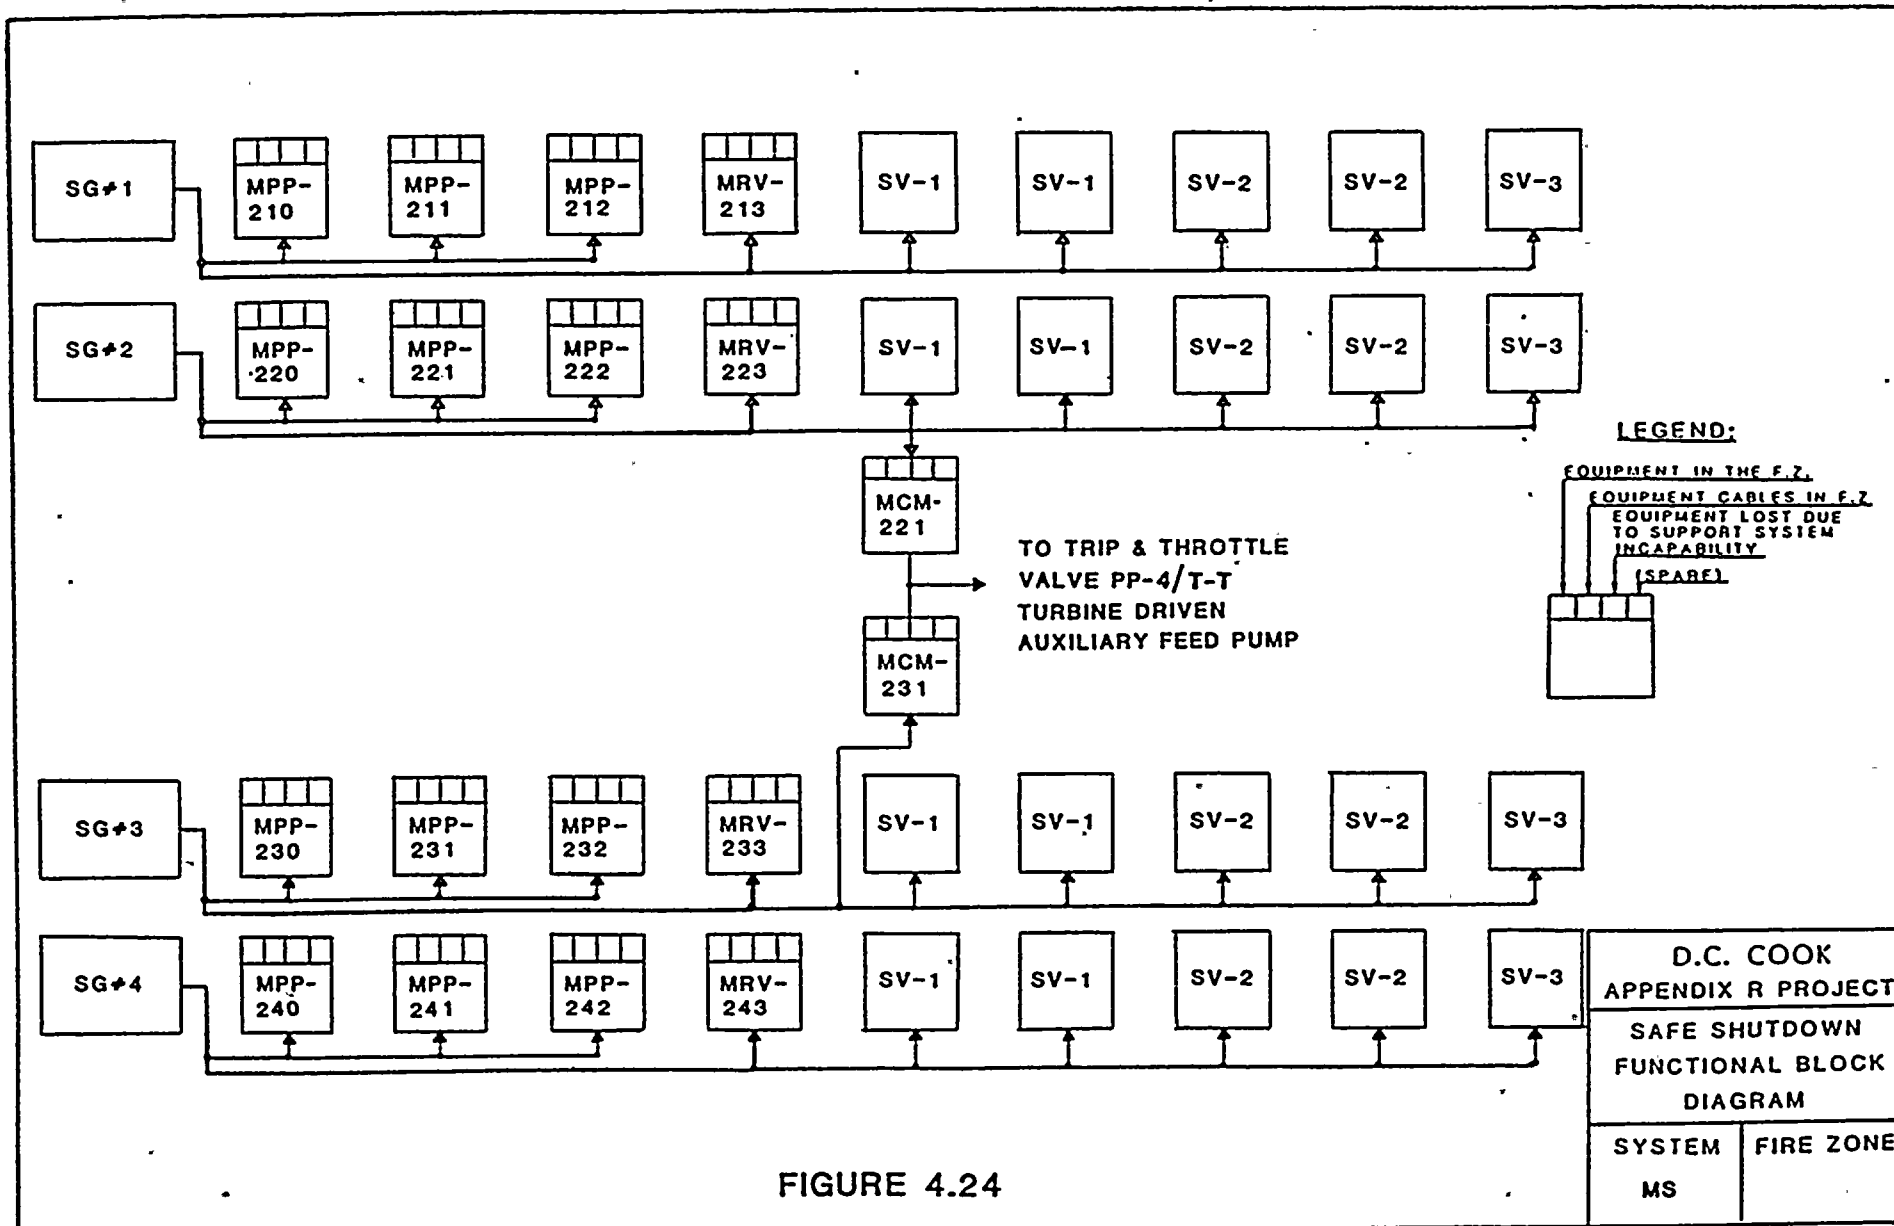 SG≠1
MPP-
210
MPP-
211
MPP-
212
MRV-
213
SV-1
SV-1
SV-2
SV-2
SV-3
SG≠2
MPP-
220
MPP-
221
MPP-
222
MRV-
223
SV-1
SV-1
SV-2
SV-2
SV-3
LEGEND:
EQUIPMENT IN THE F.Z.
EQUIPMENT CABLES IN F.Z
EQUIPMENT LOST DUE
TO SUPPORT SYSTEM
INCAPABILITY
(SPARE)
MCM-
221
TO TRIP & THROTTLE
VALVE PP-4/T-T
TURBINE DRIVEN
AUXILIARY FEED PUMP
MCM-
231
SG≠3
MPP-
230
MPP-
231
MPP-
232
MRV-
233
SV-1
SV-1
SV-2
SV-2
SV-3
SG≠4
MPP-
240
MPP-
241
MPP-
242
MRV-
243
SV-1
SV-1
SV-2
SV-2
SV-3
D.C. COOK
APPENDIX R PROJECT
SAFE SHUTDOWN
FUNCTIONAL BLOCK
DIAGRAM
SYSTEM
MS
FIRE ZONE
FIGURE 4.24